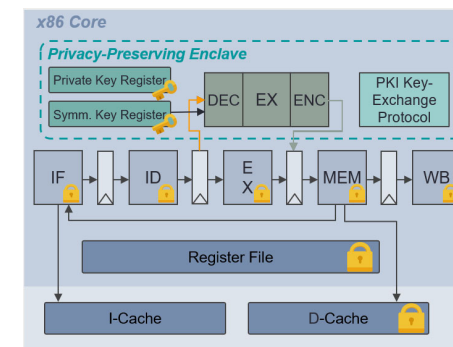 x86 Core
Privacy-Preserving Enclave
Private Key Register
Symm. Key Register
DEC
EX
ENC
PKI Key-
Exchange
Protocol
IF
ID
E
X
MEM
WB
Register File
I-Cache
D-Cache